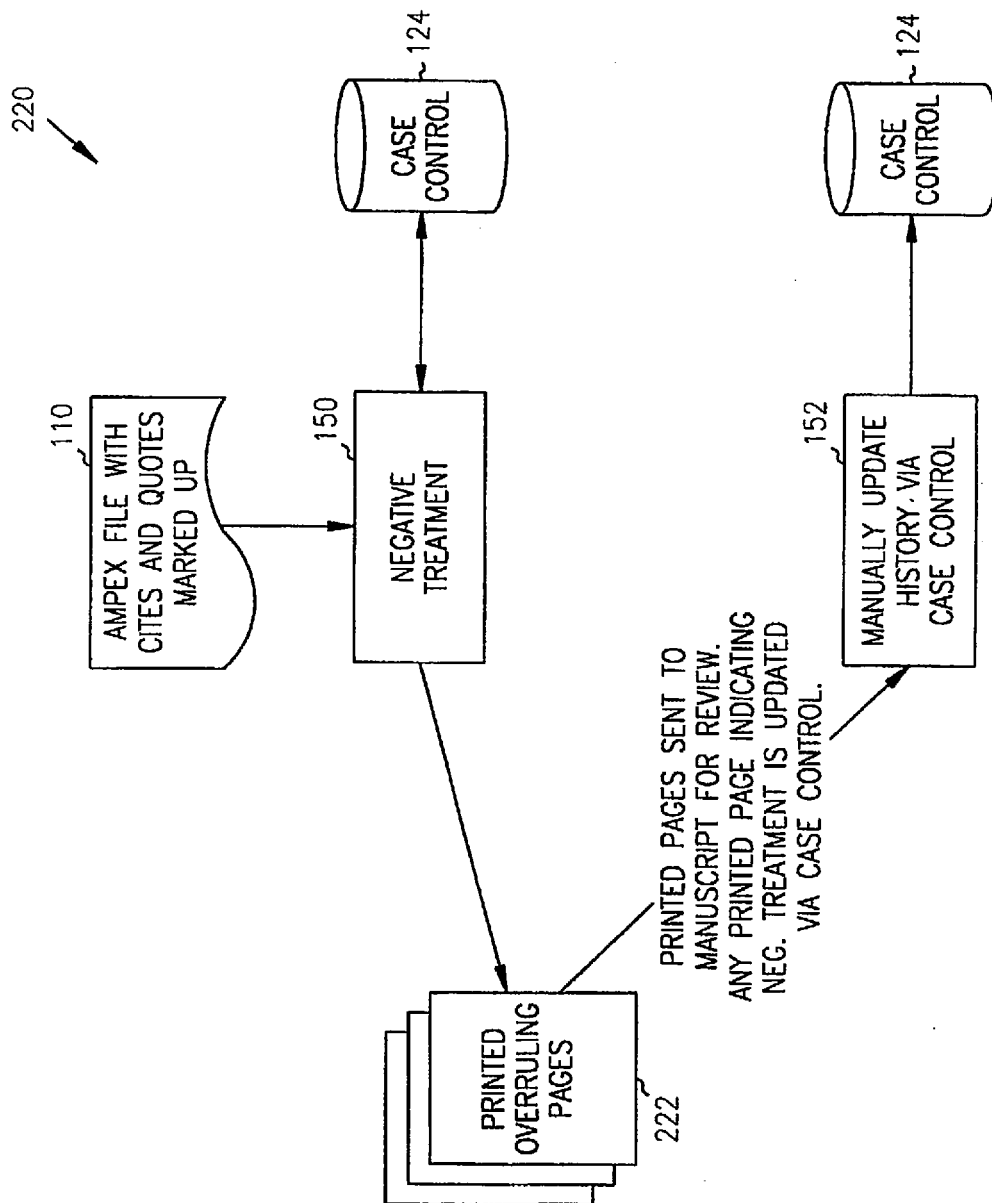 220
110
AMPEX FILE WITH
CITES AND QUOTES
MARKED UP
150
NEGATIVE
TREATMENT
CASE
CONTROL
124
PRINTED
OVERRULING
PAGES
222
PRINTED PAGES SENT TO
MANUSCRIPT FOR REVIEW.
ANY PRINTED PAGE INDICATING
NEG. TREATMENT IS UPDATED
VIA CASE CONTROL.
152
MANUALLY UPDATE
HISTORY VIA
CASE CONTROL
CASE
CONTROL
124